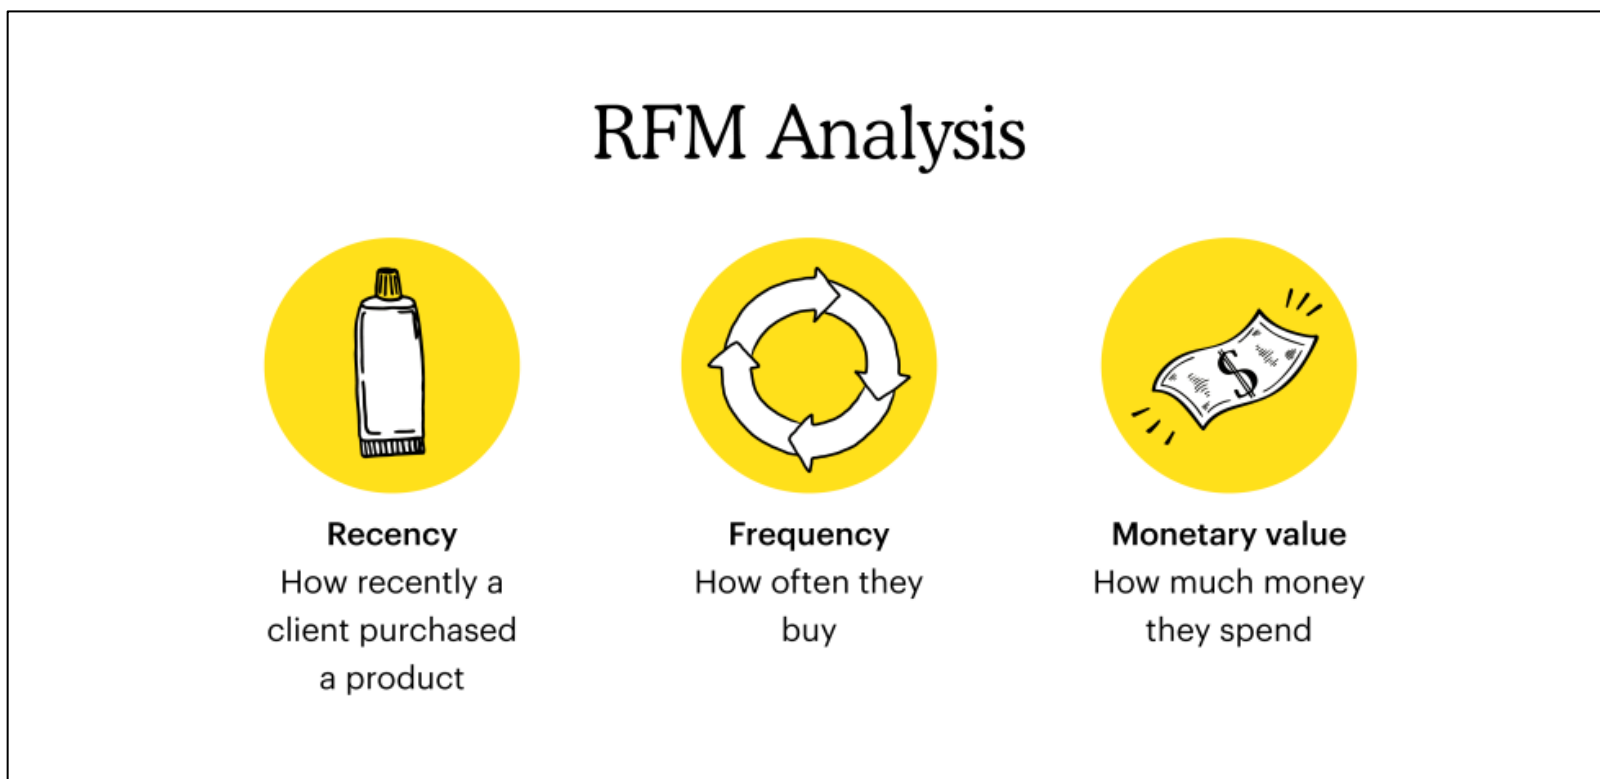 RFM Analysis
Recency
How recently a
client purchased
a product
Frequency
How often they
buy
Monetary value
How much money
they spend
$